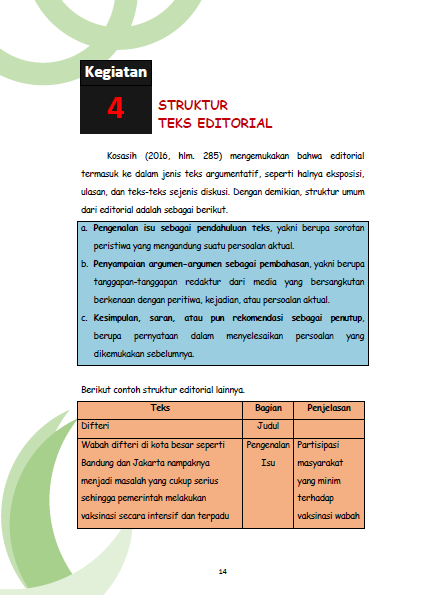 Kegiatan
4
STRUKTUR
TEKS EDITORIAL
Kosasih (2016, hlm. 285) mengemukakan bahwa editorial
termasuk ke dalam jenis teks argumentatif, seperti halnya eksposisi,
ulasan, dan teks-teks sejenis diskusi. Dengan demikian, struktur umum
dari editorial adalah sebagai berikut.
a. Pengenalan isu sebagai pendahuluan teks, yakni berupa sorotan
peristiwa yang mengandung suatu persoalan aktual.
b. Penyampaian argumen-argumen sebagai pembahasan, yakni berupa
tanggapan-tanggapan redaktur dari media yang bersangkutan
berkenaan dengan peritiwa, kejadian, atau persoalan aktual.
c. Kesimpulan, saran, atau pun rekomendasi sebagai penutup,
berupa pernyataan dalam menyelesaikan persoalan yang
dikemukakan sebelumnya.
Berikut contoh struktur editorial lainnya.
Teks Bagian Penjelasan
Difteri Judul
Wabah difteri di kota besar seperti Pengenalan Partisipasi
Bandung dan Jakarta nampaknya Isu masyarakat
menjadi masalah yang cukup serius yang minim
sehingga pemerintah melakukan terhadap
vaksinasi secara intensif dan terpadu vaksinasi wabah
14